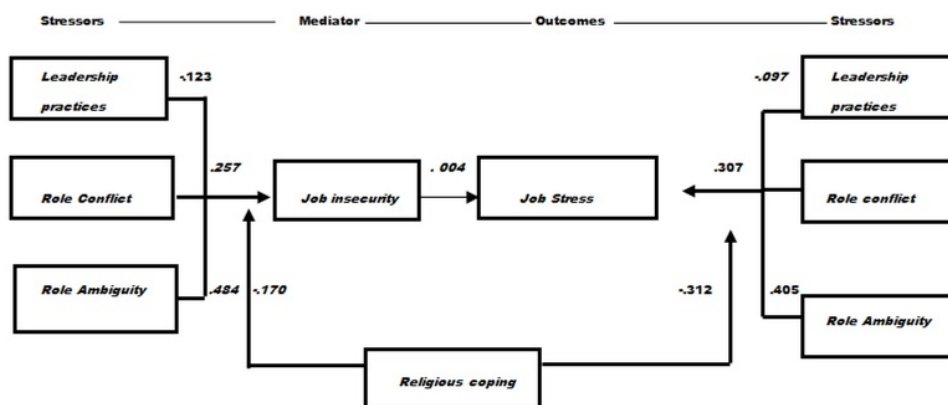 Stressors Mediator Outcomes Stressors
Leadership
practices
-.123
-.097
Leadership
practices
Role Conflict
.257
Job insecurity
. 004
Job Stress
.307
Role conflict
Role Ambiguity
.484
-.170
-.312
.405
Role Ambiguity
Religious coping